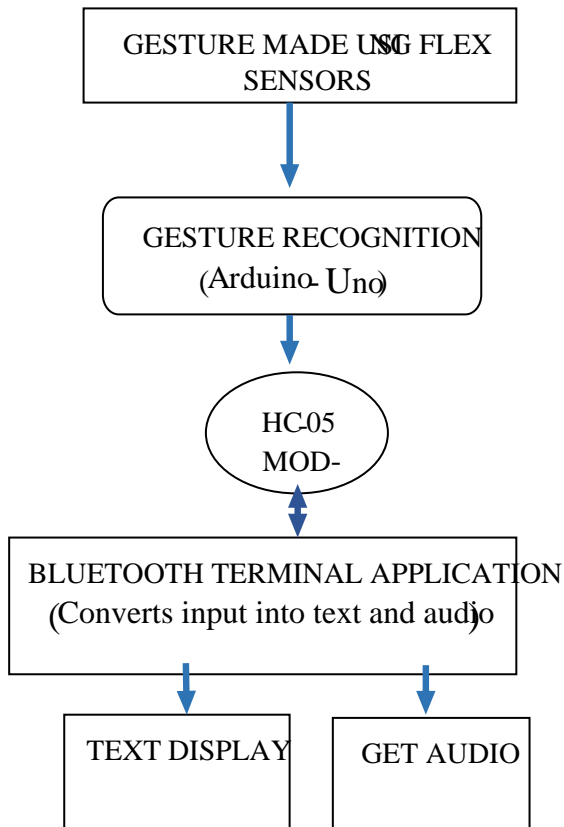 GESTURE MADE USING FLEX
SENSORS
GESTURE RECOGNITION
(Arduino- Uno)
HC-05
MOD-
BLUETOOTH TERMINAL APPLICATION
(Converts input into text and audio)
TEXT DISPLAY
GET AUDIO